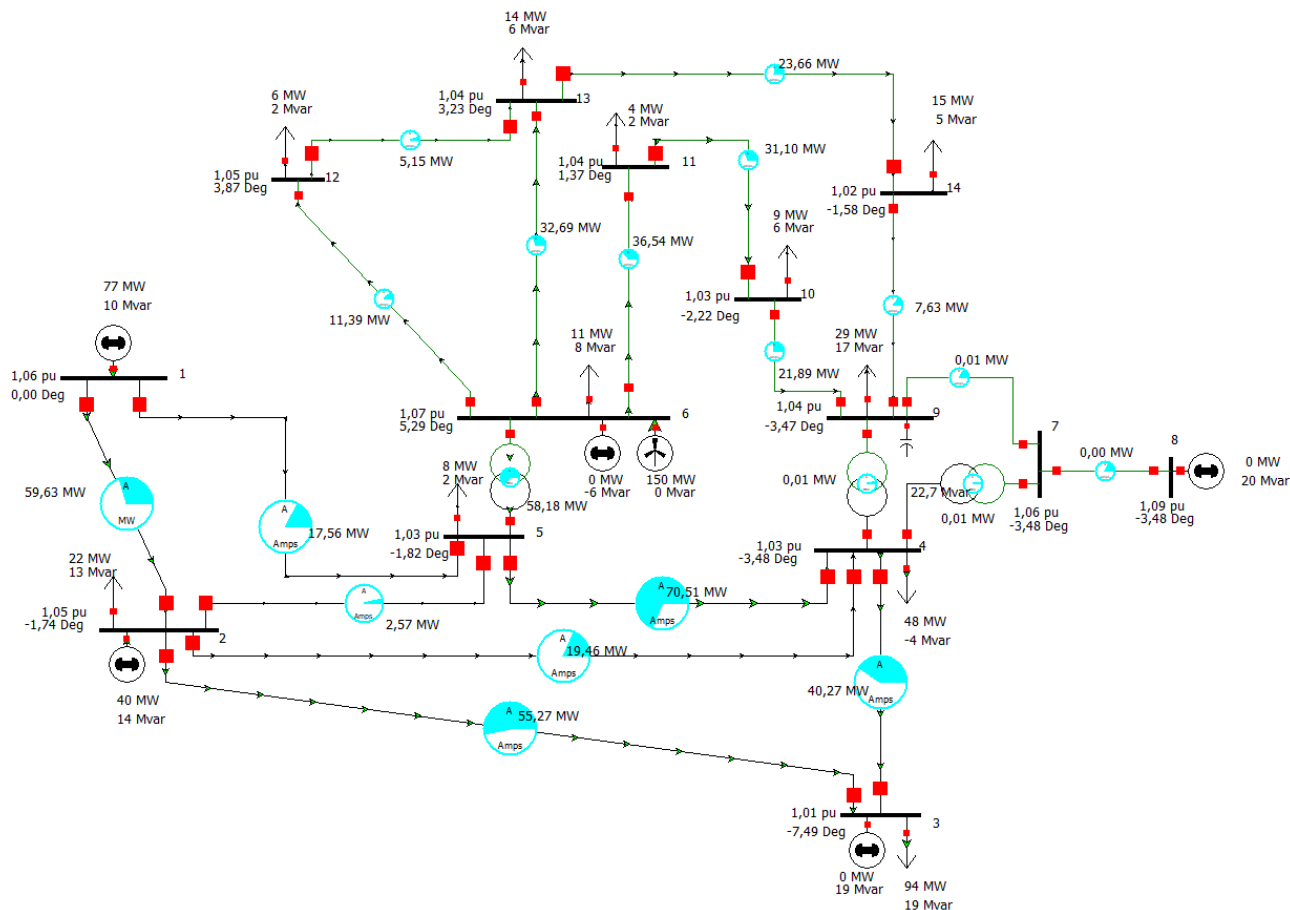 14 MW
6 Mvar
23,66 MW
1,04 pu
3,23 Deg
13
6 MW
2 Mvar
4 MW
2 Mvar
15 MW
5 Mvar
5,15 MW
31,10 MW
1,04 pu
1,37 Deg
11
1,05 pu
3,87 Deg
12
1,02 pu
-1,58 Deg
14
9 MW
6 Mvar
32,69 MW
36,54 MW
77 MW
10 Mvar
11,39 MW
1,03 pu
-2,22 Deg
10
7,63 MW
11 MW
8 Mvar
29 MW
17 Mvar
0,01 MW
1,06 pu
0,00 Deg
1
21,89 MW
1,07 pu
5,29 Deg
6
1,04 pu
-3,47 Deg
9
7
8
0,00 MW
0 MW
20 Mvar
8 MW
2 Mvar
0 MW
-6 Mvar
150 MW
0 Mvar
0,01 MW
22,7 Mvar
0,01 MW
59,63 MW
A
MW
58,18 MW
1,06 pu
-3,48 Deg
1,09 pu
-3,48 Deg
A
17,56 MW
Amps
1,03 pu
-1,82 Deg
5
1,03 pu
-3,48 Deg
4
22 MW
13 Mvar
A
Amps
2,57 MW
A
70,51 MW
Amps
1,05 pu
-1,74 Deg
2
48 MW
-4 Mvar
A
19,46 MW
Amps
40 MW
14 Mvar
A
40,27 MW
Amps
A
55,27 MW
Amps
1,01 pu
-7,49 Deg
3
0 MW
19 Mvar
94 MW
19 Mvar